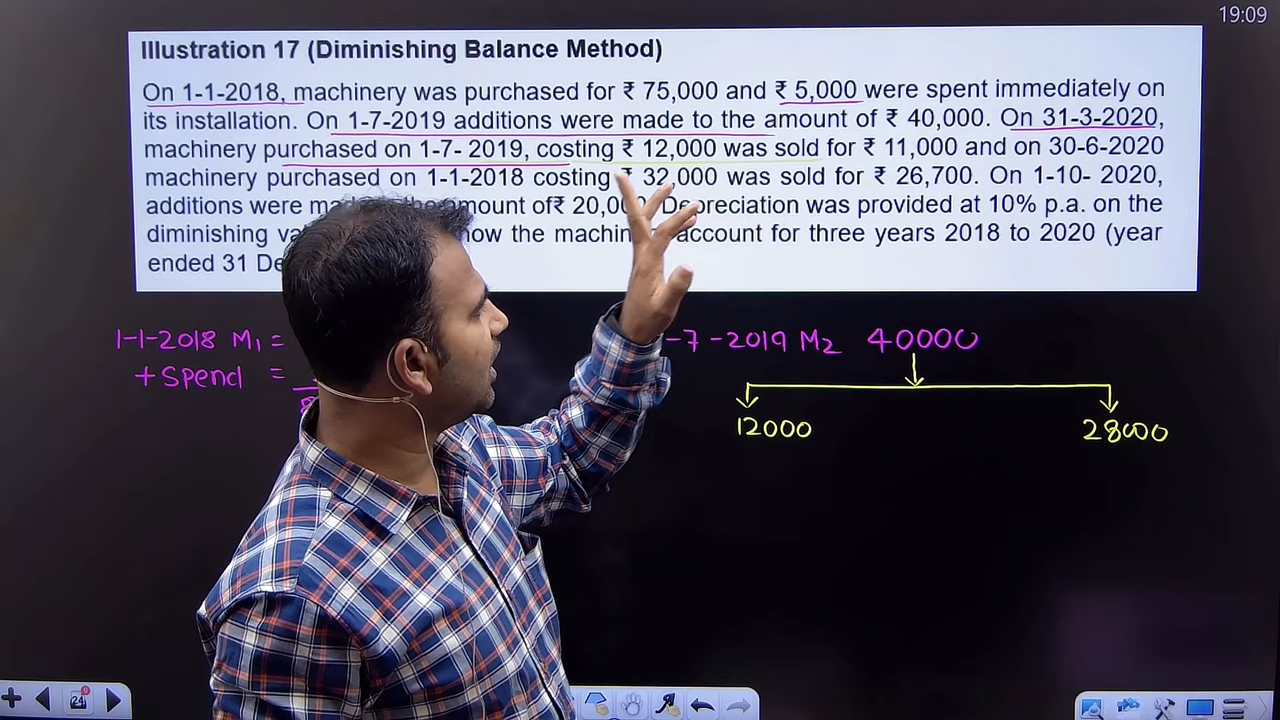 19:09
Illustration 17 (Diminishing Balance Method)
On 1-1-2018, machinery was purchased for ₹ 75,000 and ₹ 5,000 were spent immediately on
its installation. On 1-7-2019 additions were made to the amount of ₹ 40,000. On 31-3-2020,
machinery purchased on 1-7- 2019, costing ₹ 12,000 was sold for ₹ 11,000 and on 30-6-2020
machinery purchased on 1-1-2018 costing ₹ 32,000 was sold for ₹ 26,700. On 1-10- 2020,
additions were amount of₹ Depreciation was provided at 10% p.a. on the
diminishing the account for three years 2018 to 2020 (year
ended 31
1-1-2018 M1 = -7-2019 M2 40000
+ Spend =
12000 28000
24